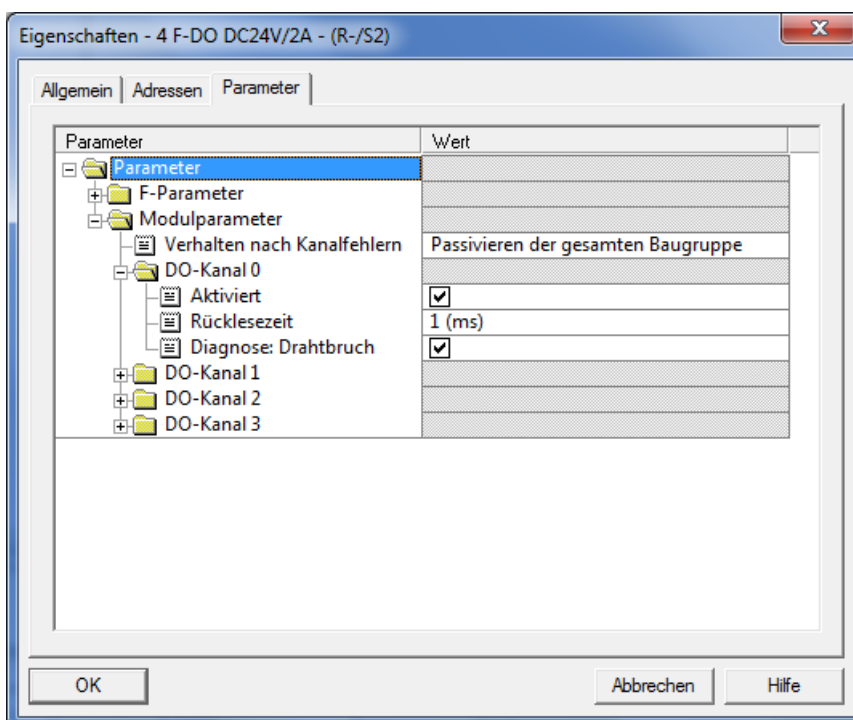 Eigenschaften - 4 F-DO DC24V/2A - (R-/S2)
Allgemein Adressen Parameter
Parameter Wert
Parameter
F-Parameter
Modulparameter
Verhalten nach Kanalfehlern Passivieren der gesamten Baugruppe
DO-Kanal 0
Aktiviert
Rücklesezeit 1 (ms)
Diagnose: Drahtbruch
DO-Kanal 1
DO-Kanal 2
DO-Kanal 3
OK Abbrechen Hilfe